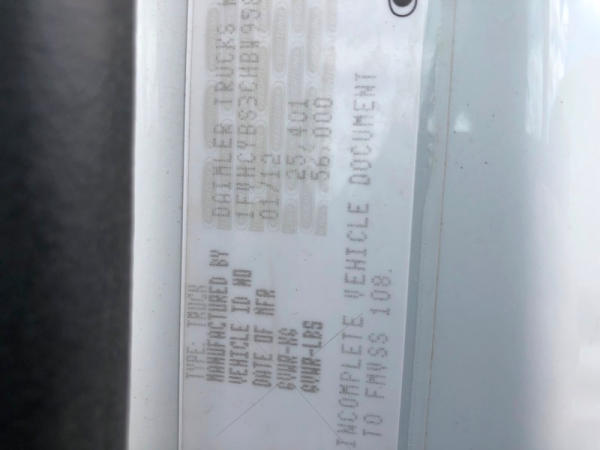 TYPE: TRUCK
MANUFACTURED BY DAIMLER TRUCKS
VEHICLE ID NO 1FVHCYBS3CHBW958
DATE OF MFR 01/12
GVWR-KG 25,401
GVWR-LBS 56,000
INCOMPLETE VEHICLE DOCUMENT
TO FMVSS 108.